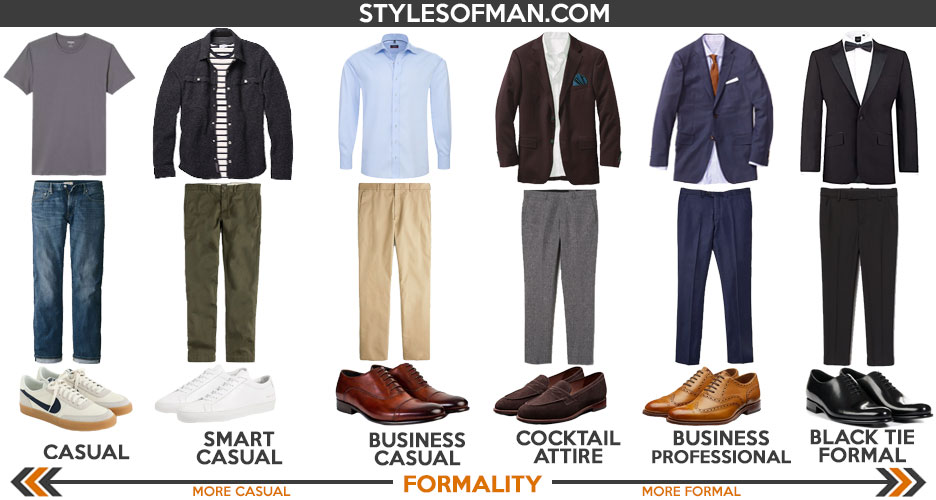 STYLESOFMAN.COM
CASUAL
SMART
CASUAL
BUSINESS
CASUAL
COCKTAIL
ATTIRE
BUSINESS
PROFESSIONAL
BLACK TIE
FORMAL
MORE CASUAL
FORMALITY
MORE FORMAL